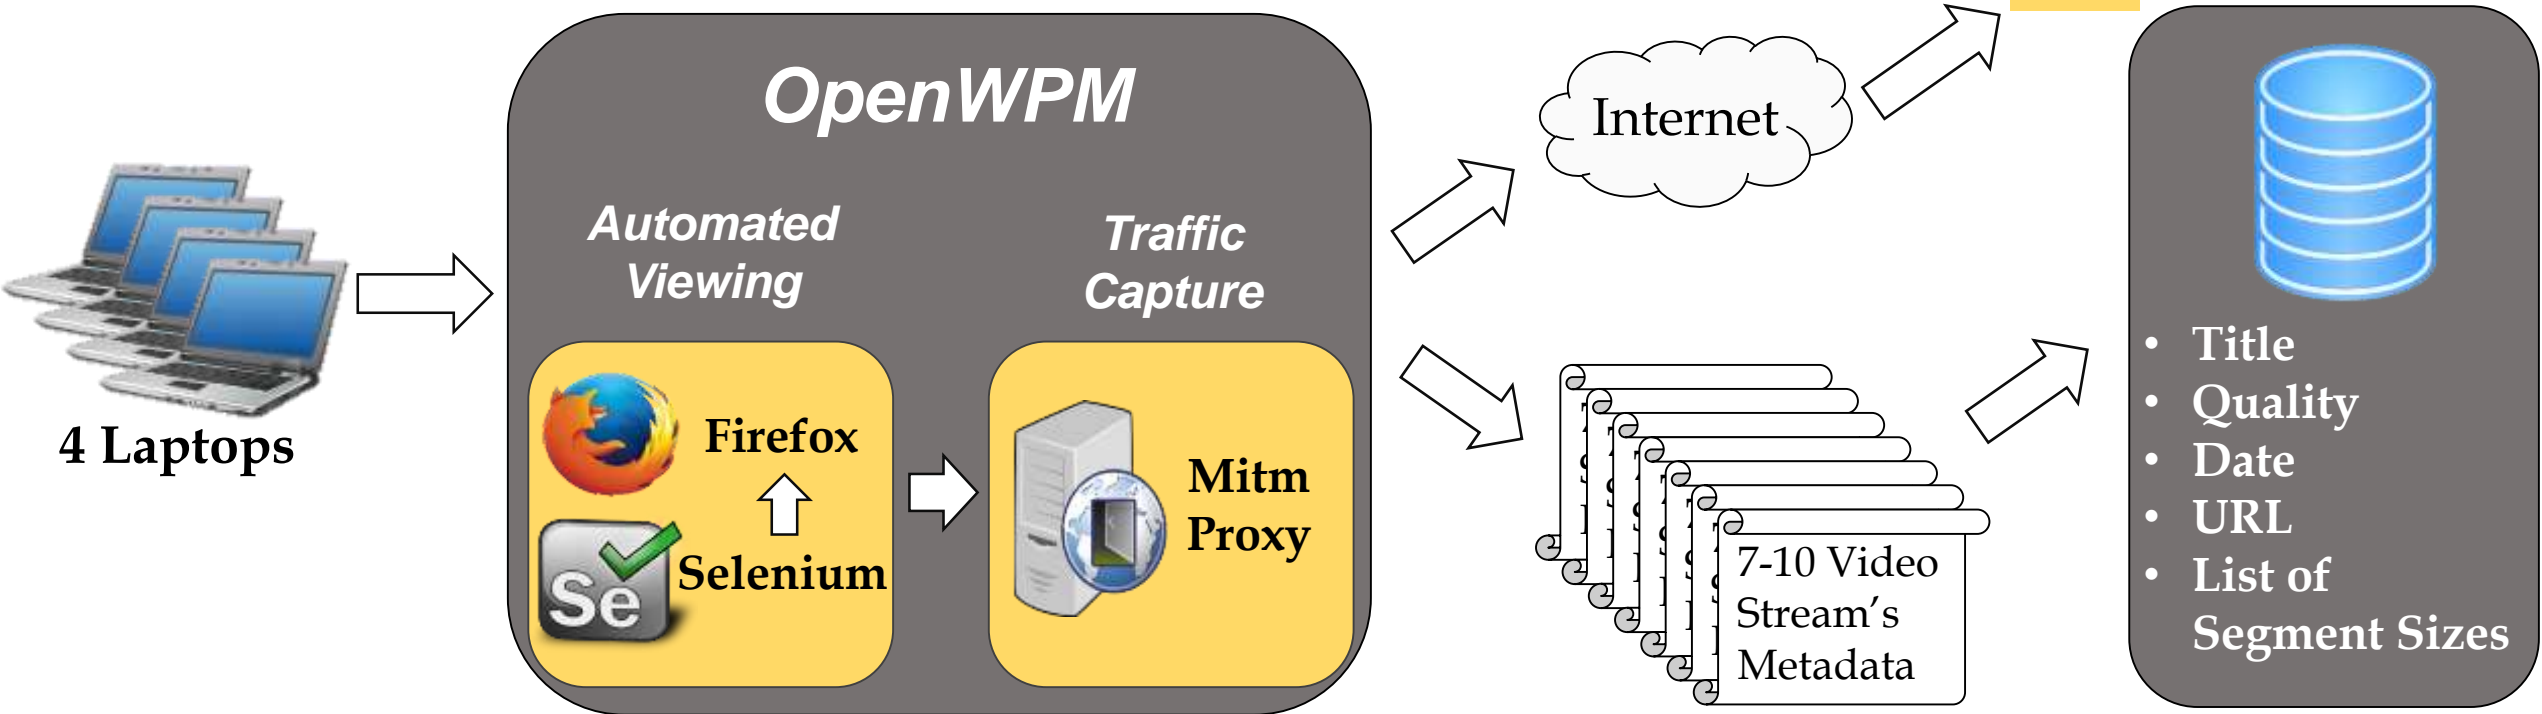 OpenWPM
Automated
Viewing
Traffic
Capture
4 Laptops
Firefox
Se
Selenium
Mitm
Proxy
Internet
7-10 Video
Stream’s
Metadata
• Title
• Quality
• Date
• URL
• List of
Segment Sizes